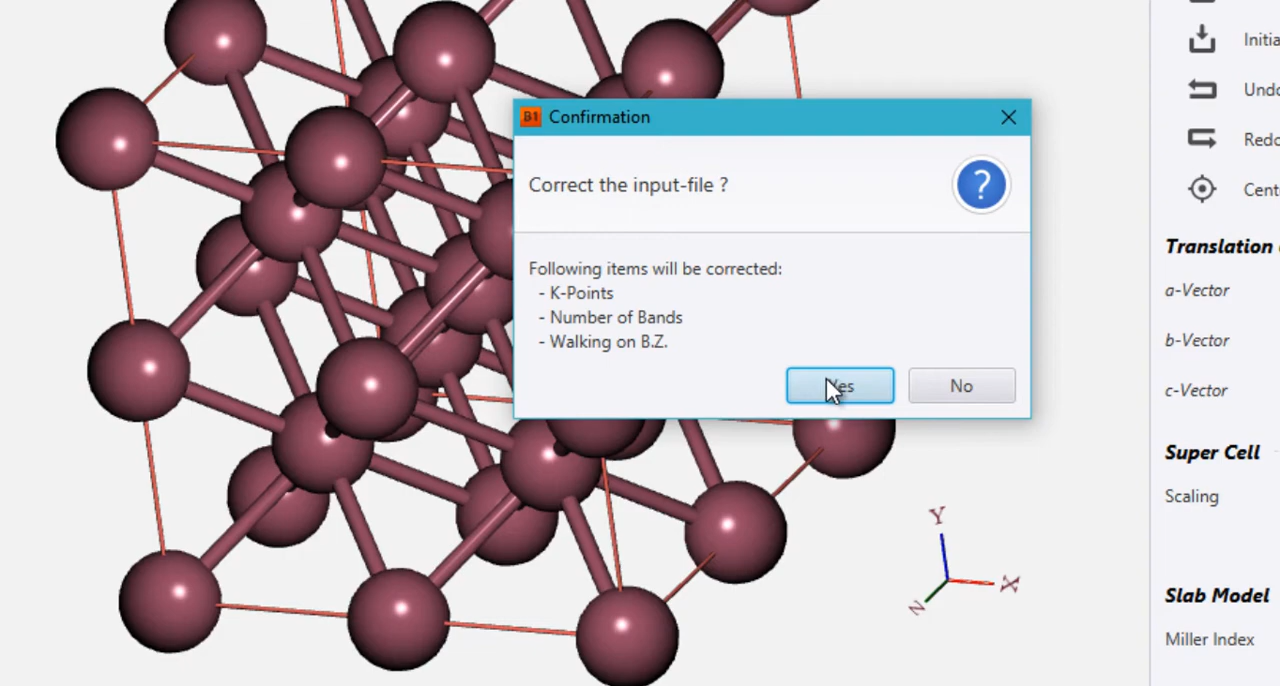 B1 Confirmation
Correct the input-file ?
?
Following items will be corrected:
- K-Points
- Number of Bands
- Walking on B.Z.
Yes
No
Y
X
Z
Initia
Undo
Redo
Cent
Translation
a-Vector
b-Vector
c-Vector
Super Cell
Scaling
Slab Model
Miller Index